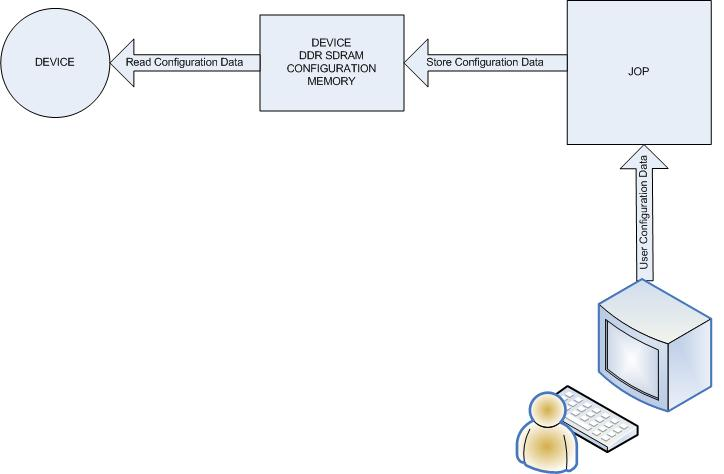 DEVICE
Read Configuration Data
DEVICE
DDR SDRAM
CONFIGURATION
MEMORY
Store Configuration Data
JOP
User Configuration Data